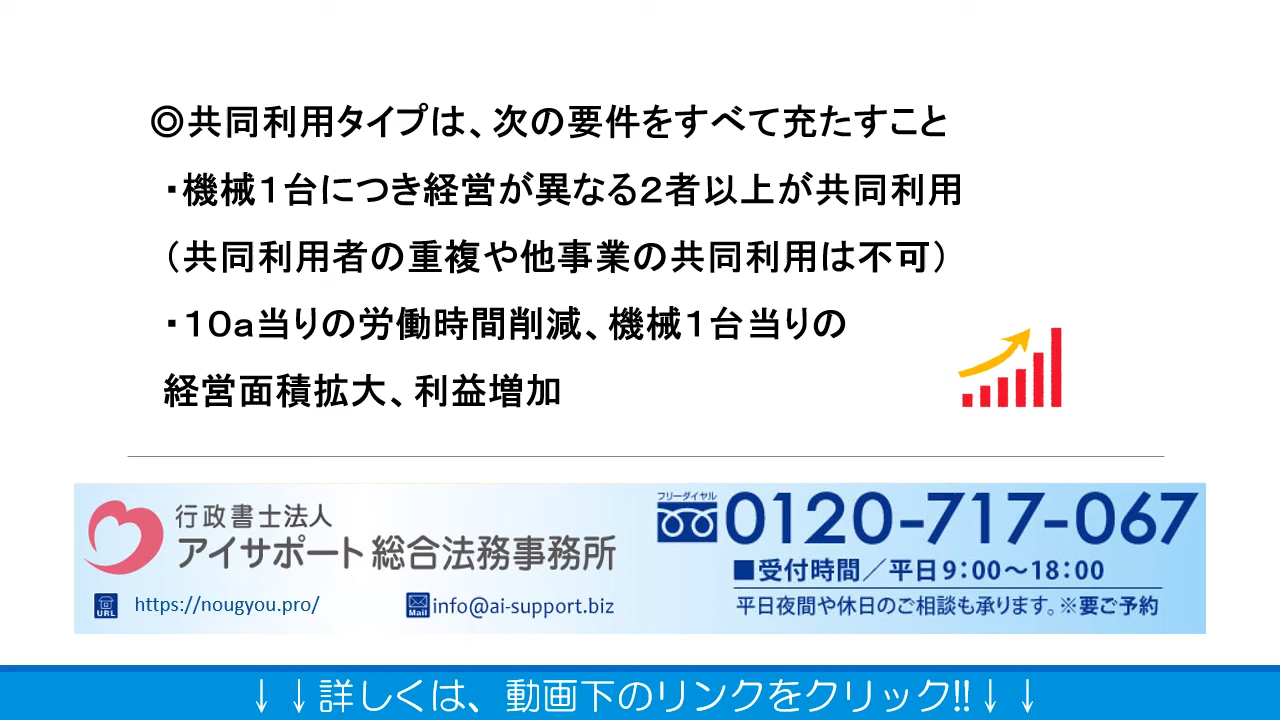 ◎共同利用タイプは、次の要件をすべて充たすこと
・機械１台につき経営が異なる２者以上が共同利用
（共同利用者の重複や他事業の共同利用は不可）
・１０a当りの労働時間削減、機械１台当りの
経営面積拡大、利益増加
行政書士法人
アイサポート総合法務事務所
URL https://nougyou.pro/
Mail info@ai-support.biz
フリーダイヤル
0120-717-067
■受付時間／平日9：00～18：00
平日夜間や休日のご相談も承ります。※要ご予約
↓↓詳しくは、動画下のリンクをクリック!!↓↓